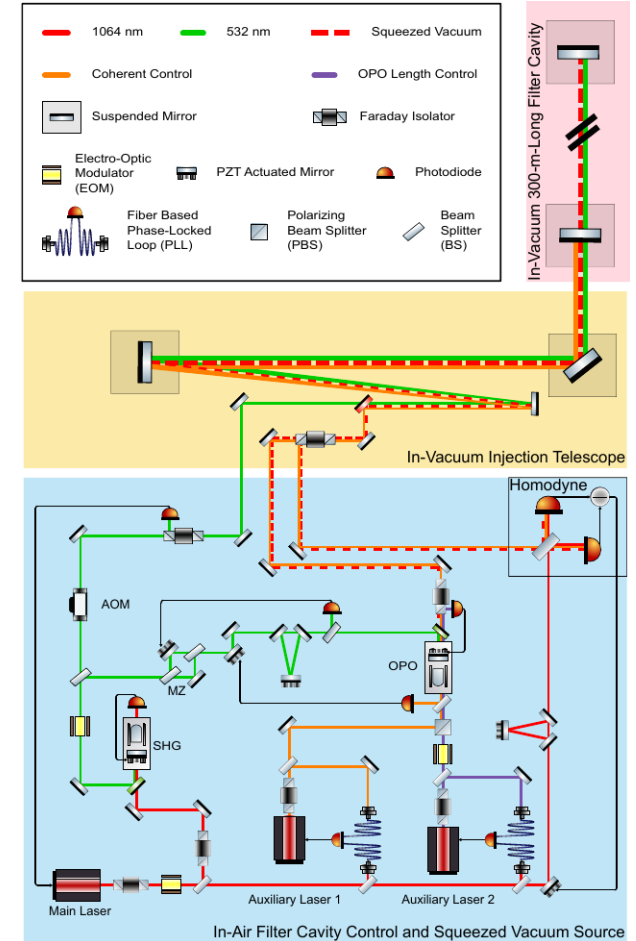 1064 nm
532 nm
Squeezed Vacuum
Coherent Control
OPO Length Control
Suspended Mirror
Faraday Isolator
Electro-Optic
Modulator
(EOM)
PZT Actuated Mirror
Photodiode
Fiber Based
Phase-Locked
Loop (PLL)
Polarizing
Beam Splitter
(PBS)
Beam
Splitter
(BS)
In-Vacuum 300-m-Long Filter Cavity
In-Vacuum Injection Telescope
Homodyne
AOM
MZ
OPO
SHG
Main Laser
Auxiliary Laser 1
Auxiliary Laser 2
In-Air Filter Cavity Control and Squeezed Vacuum Source